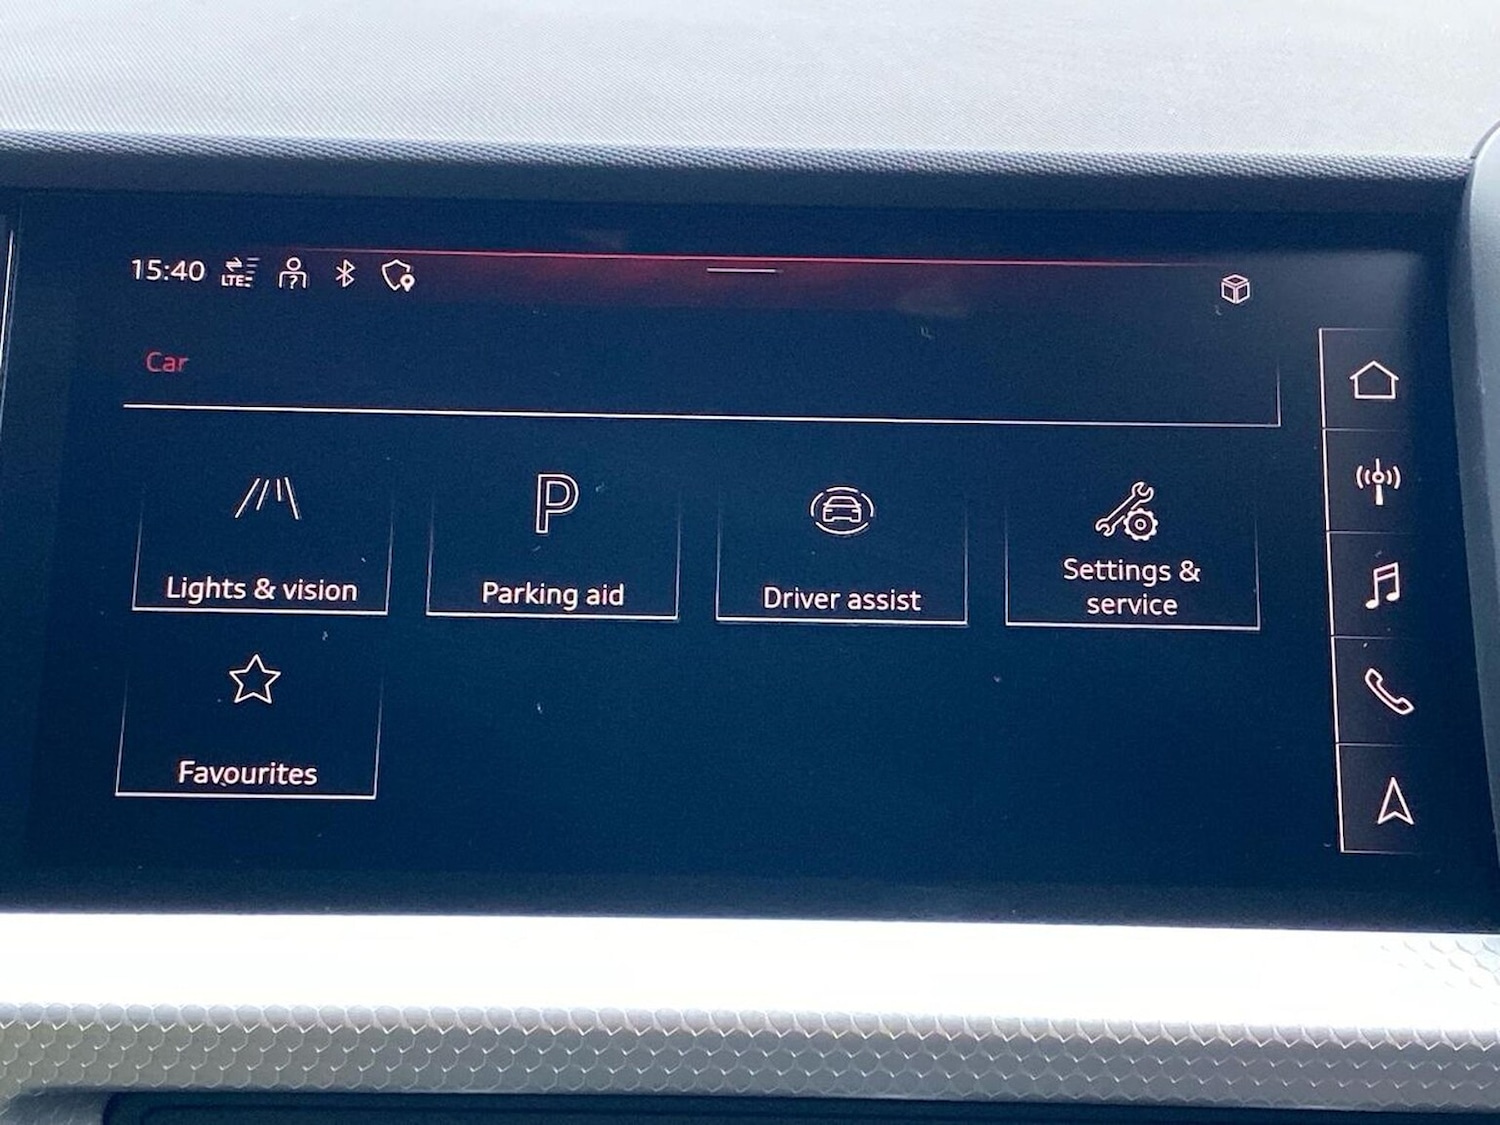 15:40 LTE
Car
Lights & vision
P
Parking aid
Driver assist
Settings &
service
Favourites